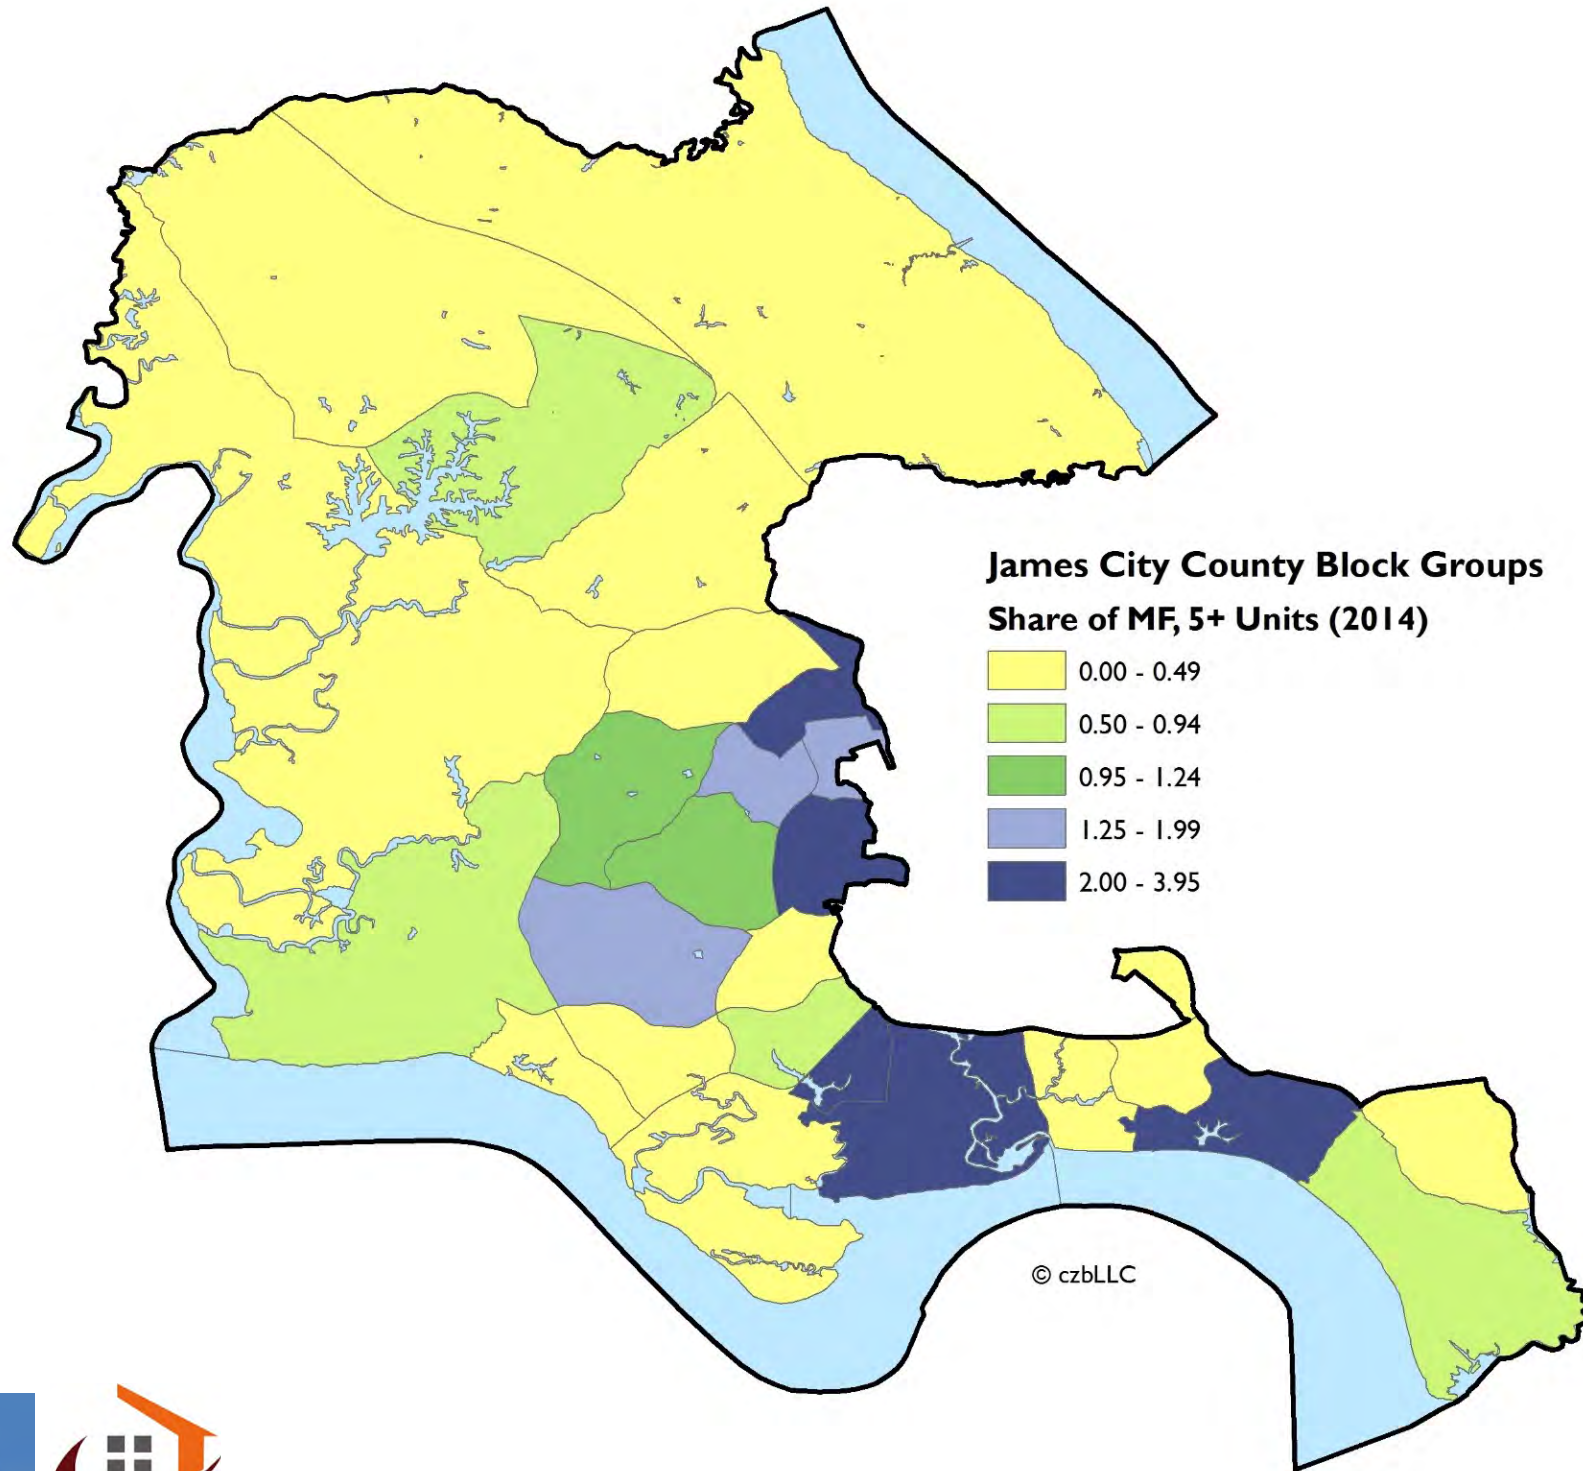 James City County Block Groups
Share of MF, 5+ Units (2014)
0.00 - 0.49
0.50 - 0.94
0.95 - 1.24
1.25 - 1.99
2.00 - 3.95
© czbLLC